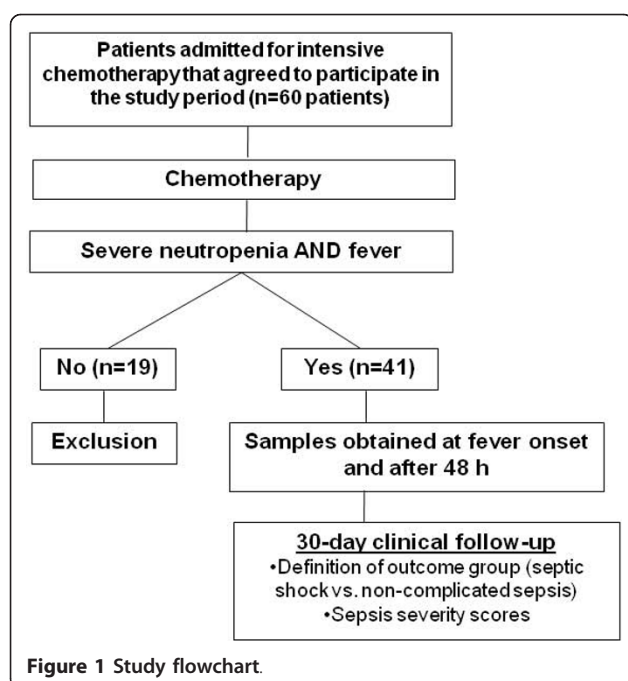 Patients admitted for intensive
chemotherapy that agreed to participate in
the study period (n=60 patients)
Chemotherapy
Severe neutropenia AND fever
No (n=19)
Yes (n=41)
Exclusion
Samples obtained at fever onset
and after 48 h
30-day clinical follow-up
•Definition of outcome group (septic
shock vs. non-complicated sepsis)
•Sepsis severity scores
Figure 1 Study flowchart.